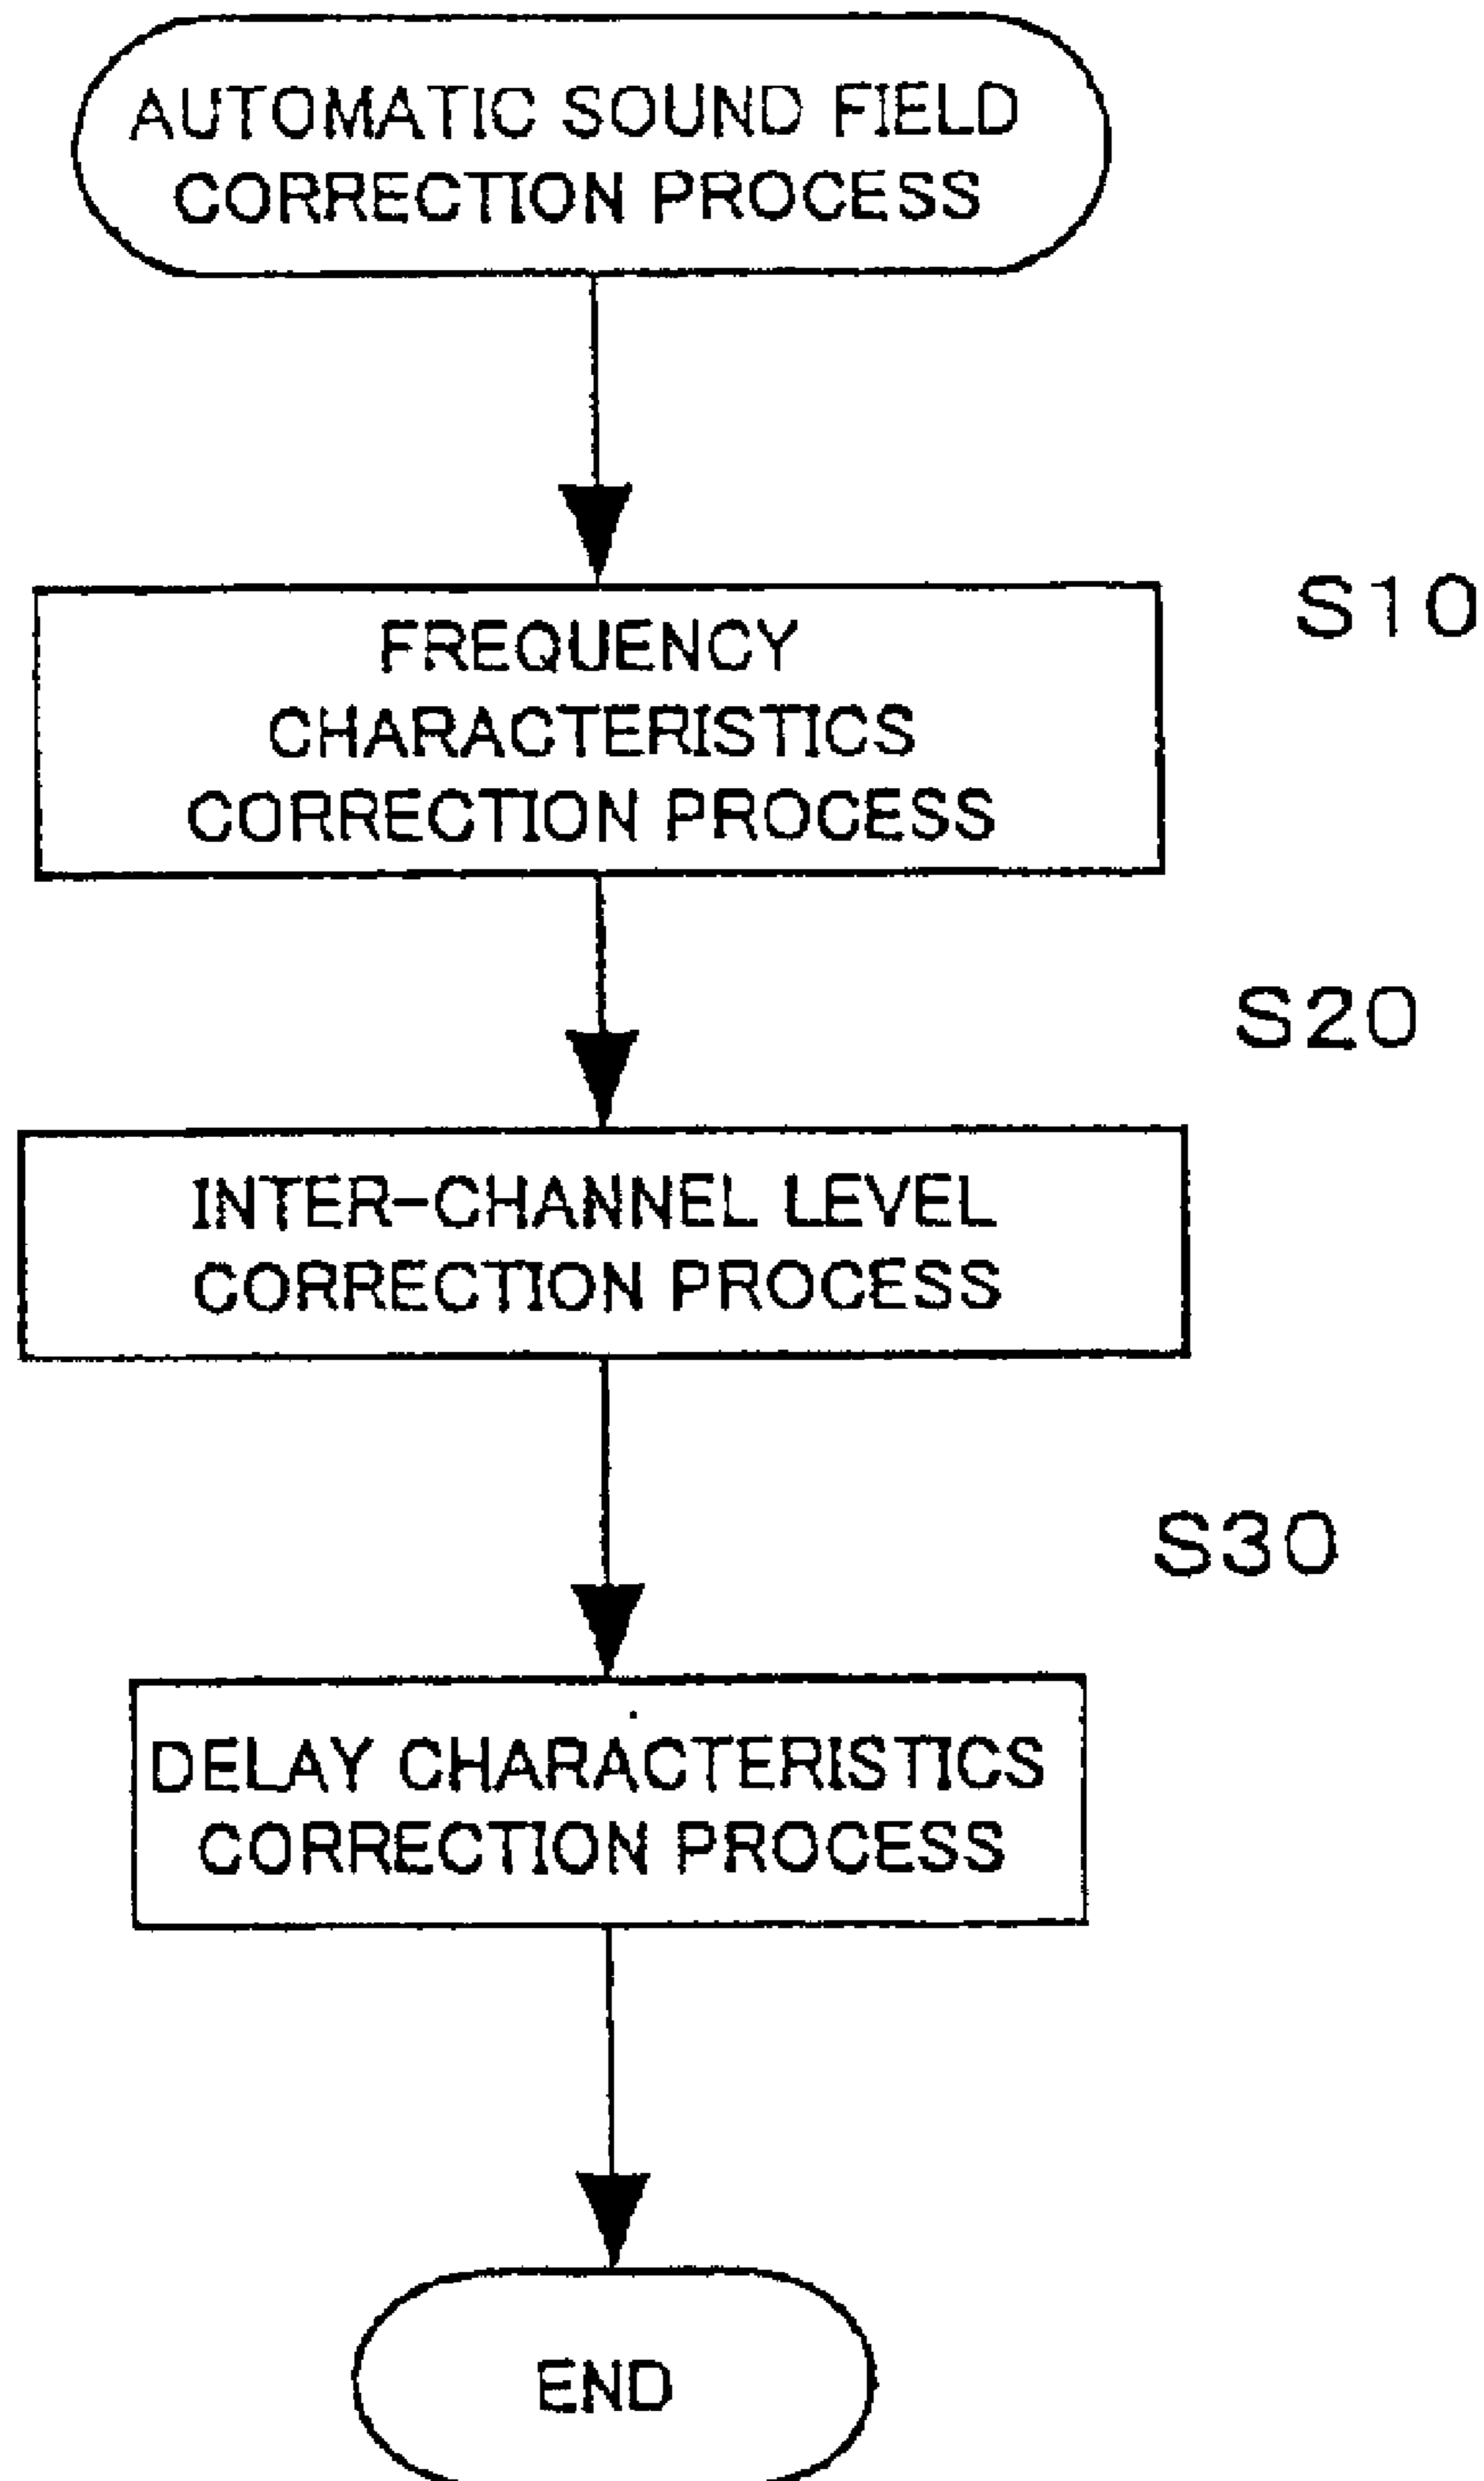 AUTOMATIC SOUND FIELD
CORRECTION PROCESS
S10
FREQUENCY
CHARACTERISTICS
CORRECTION PROCESS
S20
INTER-CHANNEL LEVEL
CORRECTION PROCESS
S30
DELAY CHARACTERISTICS
CORRECTION PROCESS
END